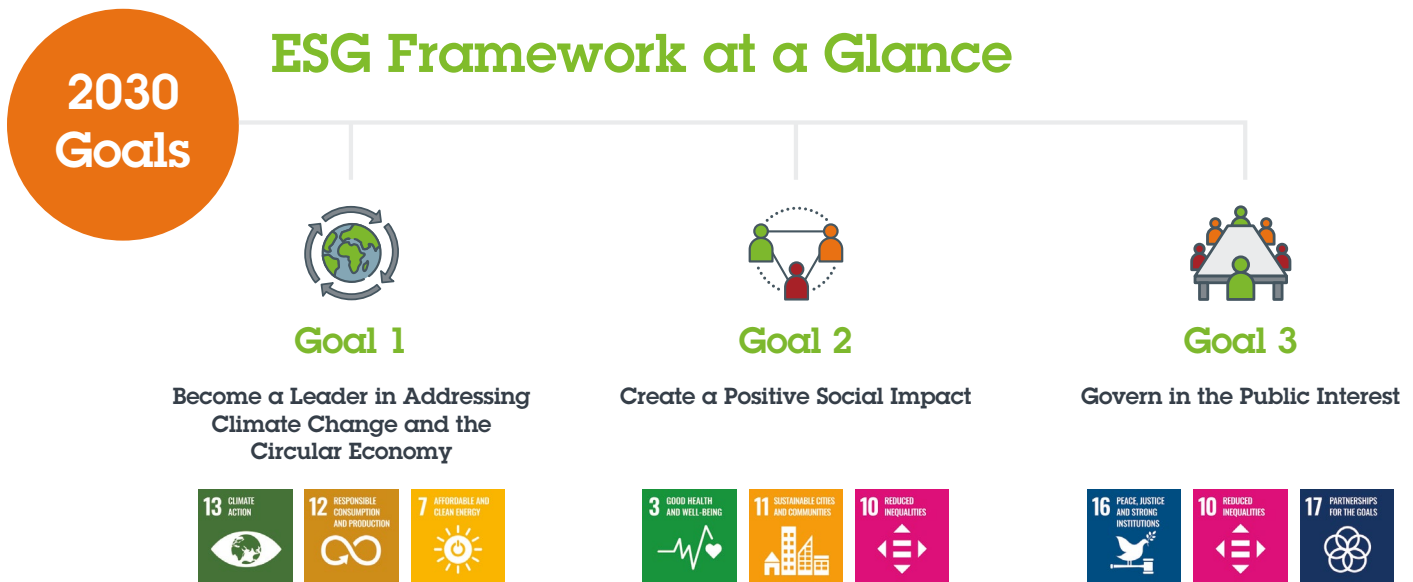 2030
Goals
ESG Framework at a Glance
Goal 1
Become a Leader in Addressing
Climate Change and the
Circular Economy
13 CLIMATE
ACTION
12 RESPONSIBLE
CONSUMPTION
AND PRODUCTION
7 AFFORDABLE AND
CLEAN ENERGY
Goal 2
Create a Positive Social Impact
3 GOOD HEALTH
AND WELL-BEING
11 SUSTAINABLE CITIES
AND COMMUNITIES
10 REDUCED
INEQUALITIES
Goal 3
Govern in the Public Interest
16 PEACE, JUSTICE
AND STRONG
INSTITUTIONS
10 REDUCED
INEQUALITIES
17 PARTNERSHIPS
FOR THE GOALS